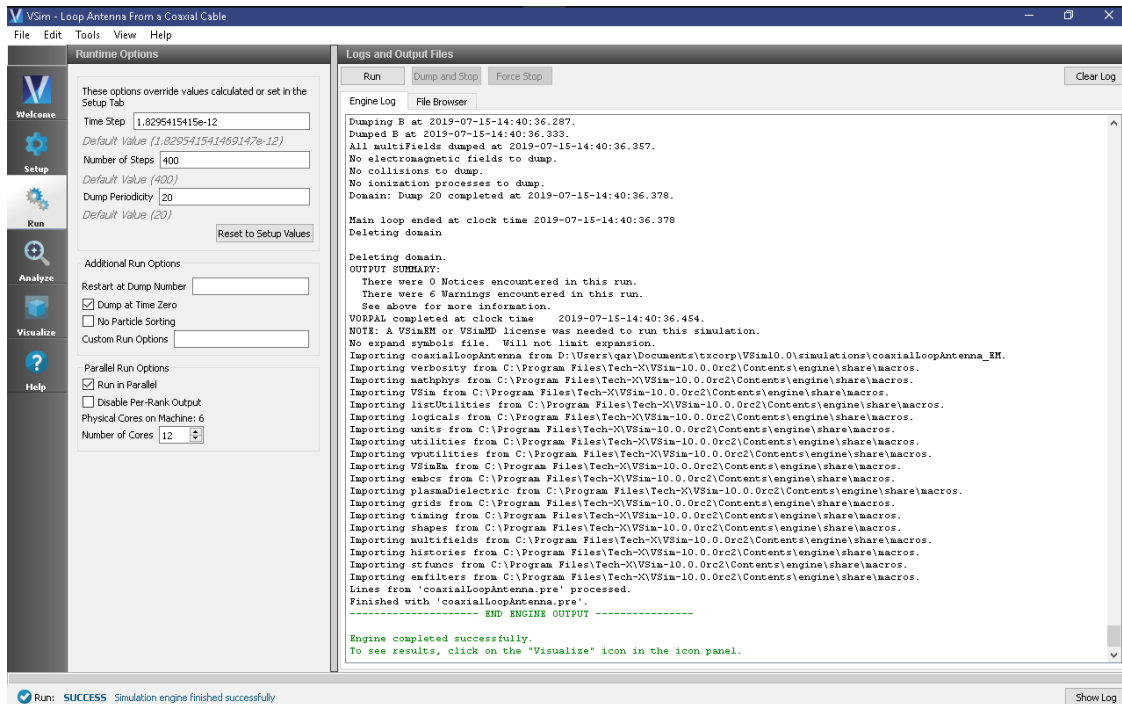 VSim - Loop Antenna From a Coaxial Cable
File Edit Tools View Help
Welcome
Setup
Run
Analyze
Visualize
Help
Runtime Options
These options override values calculated or set in the
Setup Tab
Time Step 1.8295415415e-12
Default Value (1.829541541469147e-12)
Number of Steps 400
Default Value (400)
Dump Periodicity 20
Default Value (20)
Reset to Setup Values
Additional Run Options
Restart at Dump Number
Dump at Time Zero
No Particle Sorting
Custom Run Options
Parallel Run Options
Run in Parallel
Disable Per-Rank Output
Physical Cores on Machine: 6
Number of Cores 12
Logs and Output Files
Run Dump and Stop Force Stop Clear Log
Engine Log File Browser
Dumping B at 2019-07-15-14:40:36.287.
Dumped B at 2019-07-15-14:40:36.333.
All multiFields dumped at 2019-07-15-14:40:36.357.
No electromagnetic fields to dump.
No collisions to dump.
No ionization processes to dump.
Domain: Dump 20 completed at 2019-07-15-14:40:36.378.
Main loop ended at clock time 2019-07-15-14:40:36.378
Deleting domain
Deleting domain.
OUTPUT SUMMARY:
There were 0 Notices encountered in this run.
There were 6 Warnings encountered in this run.
See above for more information.
VORPAL completed at clock time 2019-07-15-14:40:36.454.
NOTE: A VSimEM or VSimMD license was needed to run this simulation.
No expand symbols file. Will not limit expansion.
Importing coaxialLoopAntenna from D:\Users\qar\Documents\txcorp\VSim10.0\simulations\coaxialLoopAntenna_EM.
Importing verbosity from C:\Program Files\Tech-X\VSim-10.0.0rc2\Contents\engine\share\macros.
Importing mathphys from C:\Program Files\Tech-X\VSim-10.0.0rc2\Contents\engine\share\macros.
Importing VSim from C:\Program Files\Tech-X\VSim-10.0.0rc2\Contents\engine\share\macros.
Importing listUtilities from C:\Program Files\Tech-X\VSim-10.0.0rc2\Contents\engine\share\macros.
Importing logicals from C:\Program Files\Tech-X\VSim-10.0.0rc2\Contents\engine\share\macros.
Importing units from C:\Program Files\Tech-X\VSim-10.0.0rc2\Contents\engine\share\macros.
Importing utilities from C:\Program Files\Tech-X\VSim-10.0.0rc2\Contents\engine\share\macros.
Importing vputilities from C:\Program Files\Tech-X\VSim-10.0.0rc2\Contents\engine\share\macros.
Importing VSimEm from C:\Program Files\Tech-X\VSim-10.0.0rc2\Contents\engine\share\macros.
Importing embcs from C:\Program Files\Tech-X\VSim-10.0.0rc2\Contents\engine\share\macros.
Importing plasmaDielectric from C:\Program Files\Tech-X\VSim-10.0.0rc2\Contents\engine\share\macros.
Importing grids from C:\Program Files\Tech-X\VSim-10.0.0rc2\Contents\engine\share\macros.
Importing timing from C:\Program Files\Tech-X\VSim-10.0.0rc2\Contents\engine\share\macros.
Importing shapes from C:\Program Files\Tech-X\VSim-10.0.0rc2\Contents\engine\share\macros.
Importing multifields from C:\Program Files\Tech-X\VSim-10.0.0rc2\Contents\engine\share\macros.
Importing histories from C:\Program Files\Tech-X\VSim-10.0.0rc2\Contents\engine\share\macros.
Importing stfuncs from C:\Program Files\Tech-X\VSim-10.0.0rc2\Contents\engine\share\macros.
Importing emfilters from C:\Program Files\Tech-X\VSim-10.0.0rc2\Contents\engine\share\macros.
Lines from 'coaxialLoopAntenna.pre' processed.
Finished with 'coaxialLoopAntenna.pre'.
---------------------- END ENGINE OUTPUT ----------------
Engine completed successfully.
To see results, click on the "Visualize" icon in the icon panel.
Run: SUCCESS Simulation engine finished successfully
Show Log